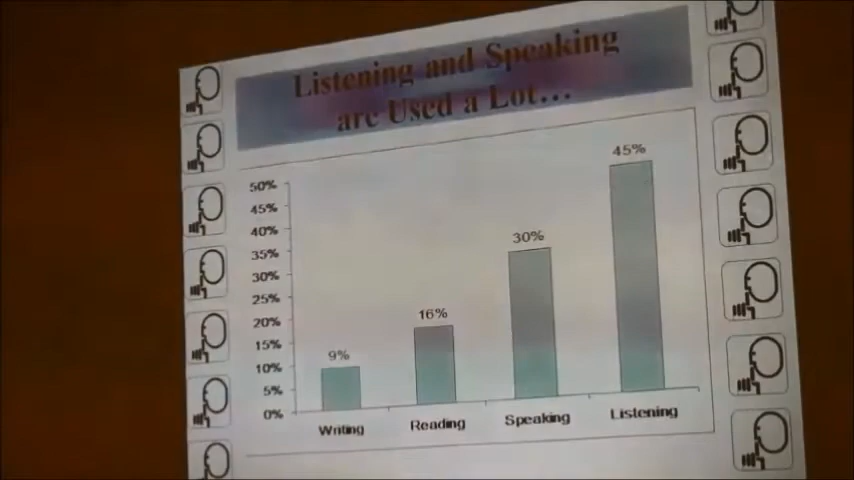 Listening and Speaking
are Used a Lot...
50%
45%
40%
35%
30%
25%
20%
15%
10%
5%
0%
9%
16%
30%
45%
Writing
Reading
Speaking
Listening